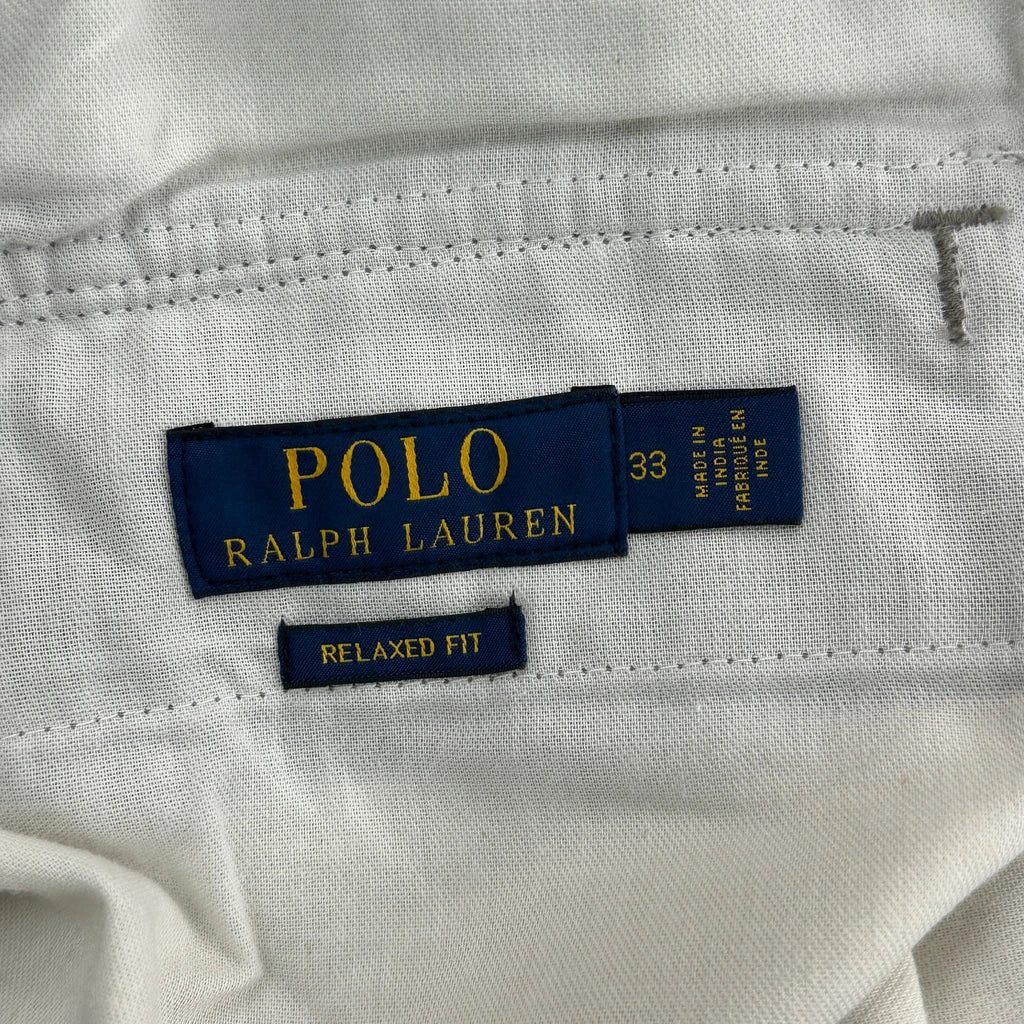 POLO
RALPH LAUREN
33
MADE IN
INDIA
FABRIQUÉ EN
INDE
RELAXED FIT